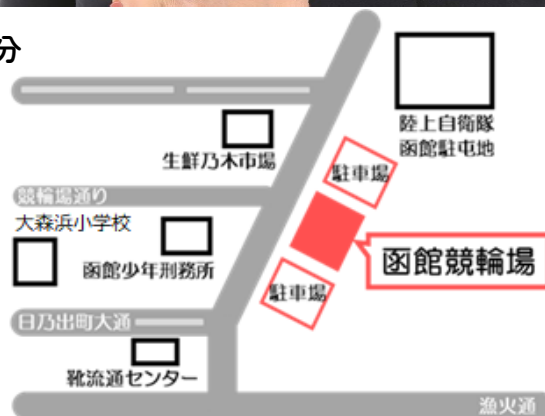 分
陸上自衛隊
函館駐屯地
生鮮乃木市場
駐車場
競輪場通り
大森浜小学校
函館少年刑務所
函館競輪場
駐車場
日乃出町大通
靴流通センター
漁火通